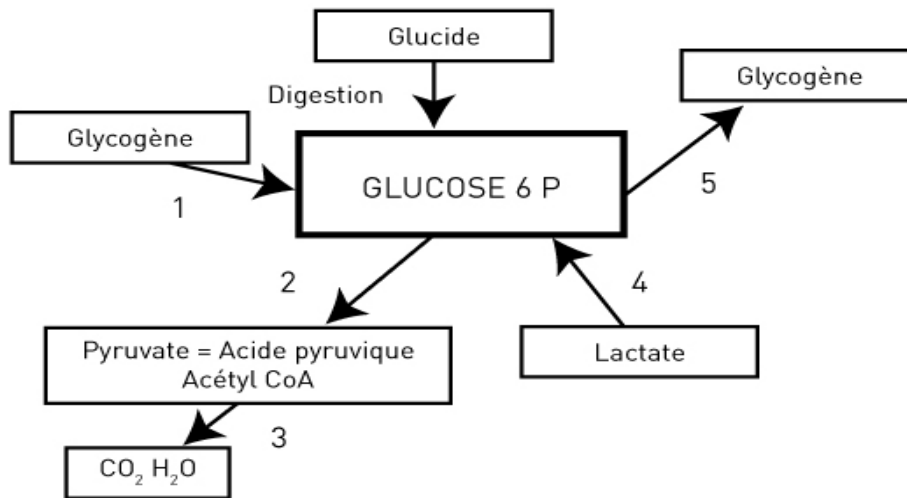 Glucide
Digestion
Glycogène
Glycogène
1
GLUCOSE 6 P
5
2
4
Pyruvate = Acide pyruvique
Acétyl CoA
Lactate
3
CO₂ H₂O